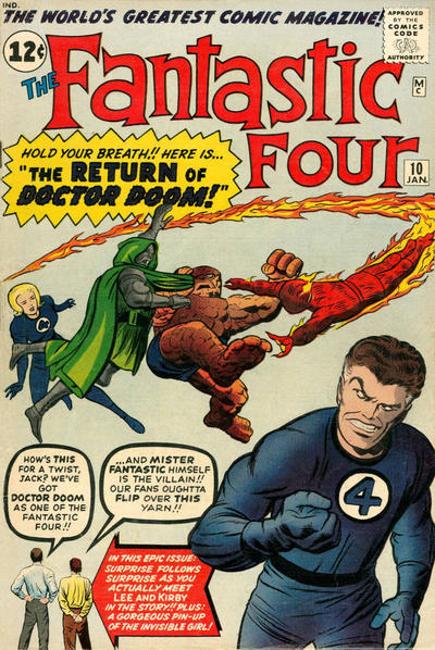 IND.
THE WORLD'S GREATEST COMIC MAGAZINE!!
APPROVED
BY THE
COMICS
CODE
AUTHORITY
12¢
THE
Fantastic
Four
MC
10
JAN.
HOLD YOUR BREATH!! HERE IS...
"THE RETURN OF
DOCTOR DOOM!"
4
HOW'S THIS
FOR A TWIST,
JACK? WE'VE
GOT
DOCTOR DOOM
AS ONE OF THE
FANTASTIC
FOUR!!
...AND MISTER
FANTASTIC HIMSELF
IS THE VILLAIN!!
OUR FANS OUGHTTA
FLIP OVER THIS
YARN!!
IN THIS EPIC ISSUE
SURPRISE FOLLOWS
SURPRISE AS YOU
ACTUALLY MEET
LEE AND KIRBY
IN THE STORY!! PLUS:
A GORGEOUS PIN-UP
OF THE INVISIBLE GIRL!